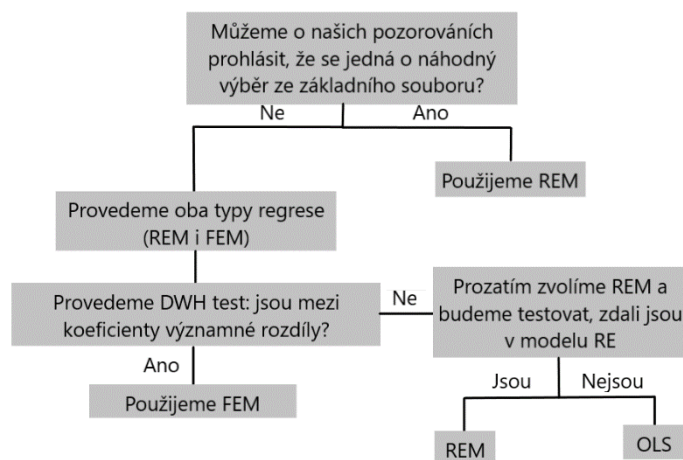 Můžeme o našich pozorováních
prohlásit, že se jedná o náhodný
výběr ze základního souboru?
Ne
Ano
Použijeme REM
Provedeme oba typy regrese
(REM i FEM)
Provedeme DWH test: jsou mezi
koeficienty významné rozdíly?
Ne
Prozatím zvolíme REM a
budeme testovat, zdali jsou
v modelu RE
Ano
Použijeme FEM
Jsou
Nejsou
REM
OLS